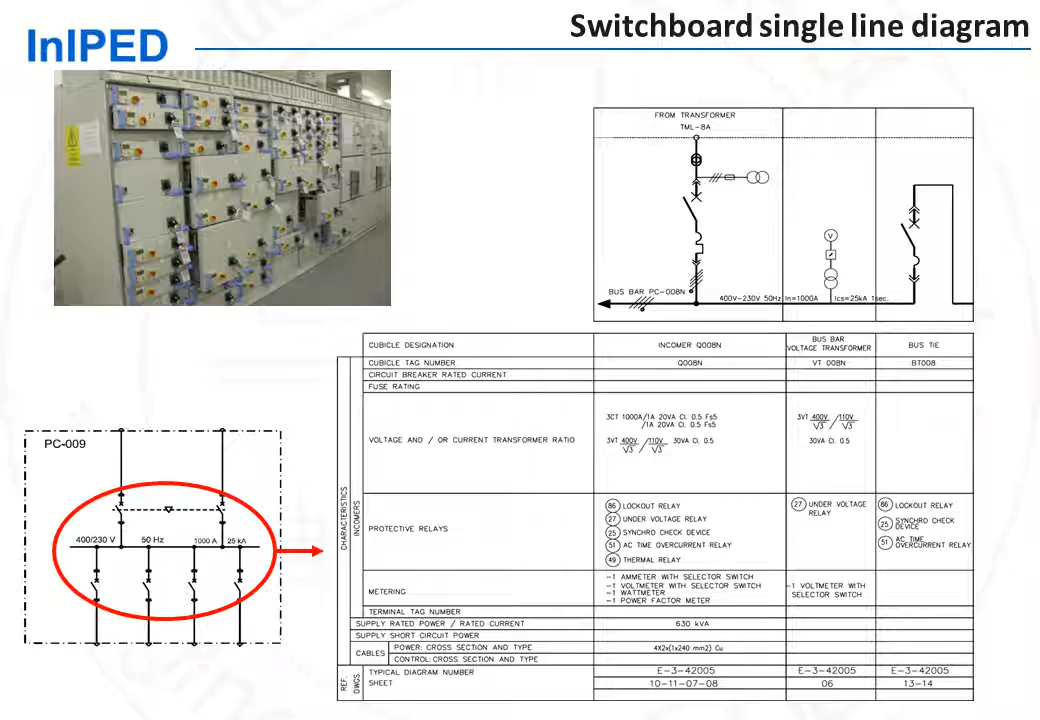 InIPED
Switchboard single line diagram
FROM TRANSFORMER
TML-8A
V
BUS BAR PC-008N
400V-230V 50Hz In=1000A Ics=25kA 1sec.
CUBICLE DESIGNATION
INCOMER Q008N
BUS BAR
VOLTAGE TRANSFORMER
BUS TIE
CUBICLE TAG NUMBER
Q008N
VT 008N
BT008
CIRCUIT BREAKER RATED CURRENT
FUSE RATING
VOLTAGE AND / OR CURRENT TRANSFORMER RATIO
3CT 1000A/1A 20VA Cl. 0.5 Fs5
/1A 20VA Cl. 0.5 Fs5
3VT 400V/√3 / 110V/√3 30VA Cl. 0.5
3VT 400V/√3 / 110V/√3
30VA Cl. 0.5
CHARACTERISTICS
INCOMERS
PROTECTIVE RELAYS
86 LOCKOUT RELAY
27 UNDER VOLTAGE RELAY
25 SYNCHRO CHECK DEVICE
51 AC TIME OVERCURRENT RELAY
49 THERMAL RELAY
27 UNDER VOLTAGE
RELAY
86 LOCKOUT RELAY
25 SYNCHRO CHECK
DEVICE
51 AC TIME
OVERCURRENT RELAY
METERING
-1 AMMETER WITH SELECTOR SWITCH
-1 VOLTMETER WITH SELECTOR SWITCH
-1 WATTMETER
-1 POWER FACTOR METER
-1 VOLTMETER WITH
SELECTOR SWITCH
TERMINAL TAG NUMBER
SUPPLY RATED POWER / RATED CURRENT
630 kVA
SUPPLY SHORT CIRCUIT POWER
CABLES
POWER: CROSS SECTION AND TYPE
4X2x(1x240 mm2) Cu
CONTROL: CROSS SECTION AND TYPE
REF.
DWGS.
TYPICAL DIAGRAM NUMBER
E-3-42005
E-3-42005
E-3-42005
SHEET
10-11-07-08
06
13-14
PC-009
400/230 V
50 Hz
1000 A
25 kA